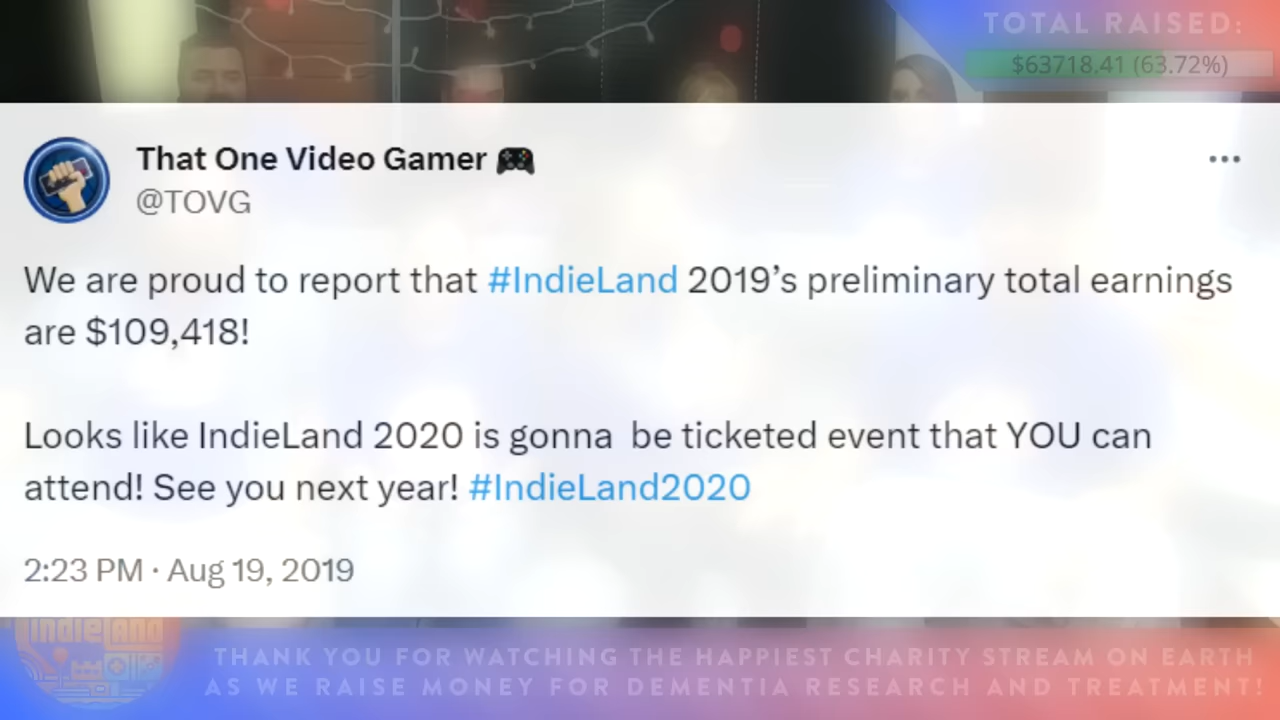 TOTAL RAISED:
$63718.41 (63.72%)
That One Video Gamer 🎮
@TOVG
We are proud to report that #IndieLand 2019’s preliminary total earnings
are $109,418!
Looks like IndieLand 2020 is gonna  be ticketed event that YOU can
attend! See you next year! #IndieLand2020
2:23 PM · Aug 19, 2019
IndieLand
THANK YOU FOR WATCHING THE HAPPIEST CHARITY STREAM ON EARTH
AS WE RAISE MONEY FOR DEMENTIA RESEARCH AND TREATMENT!